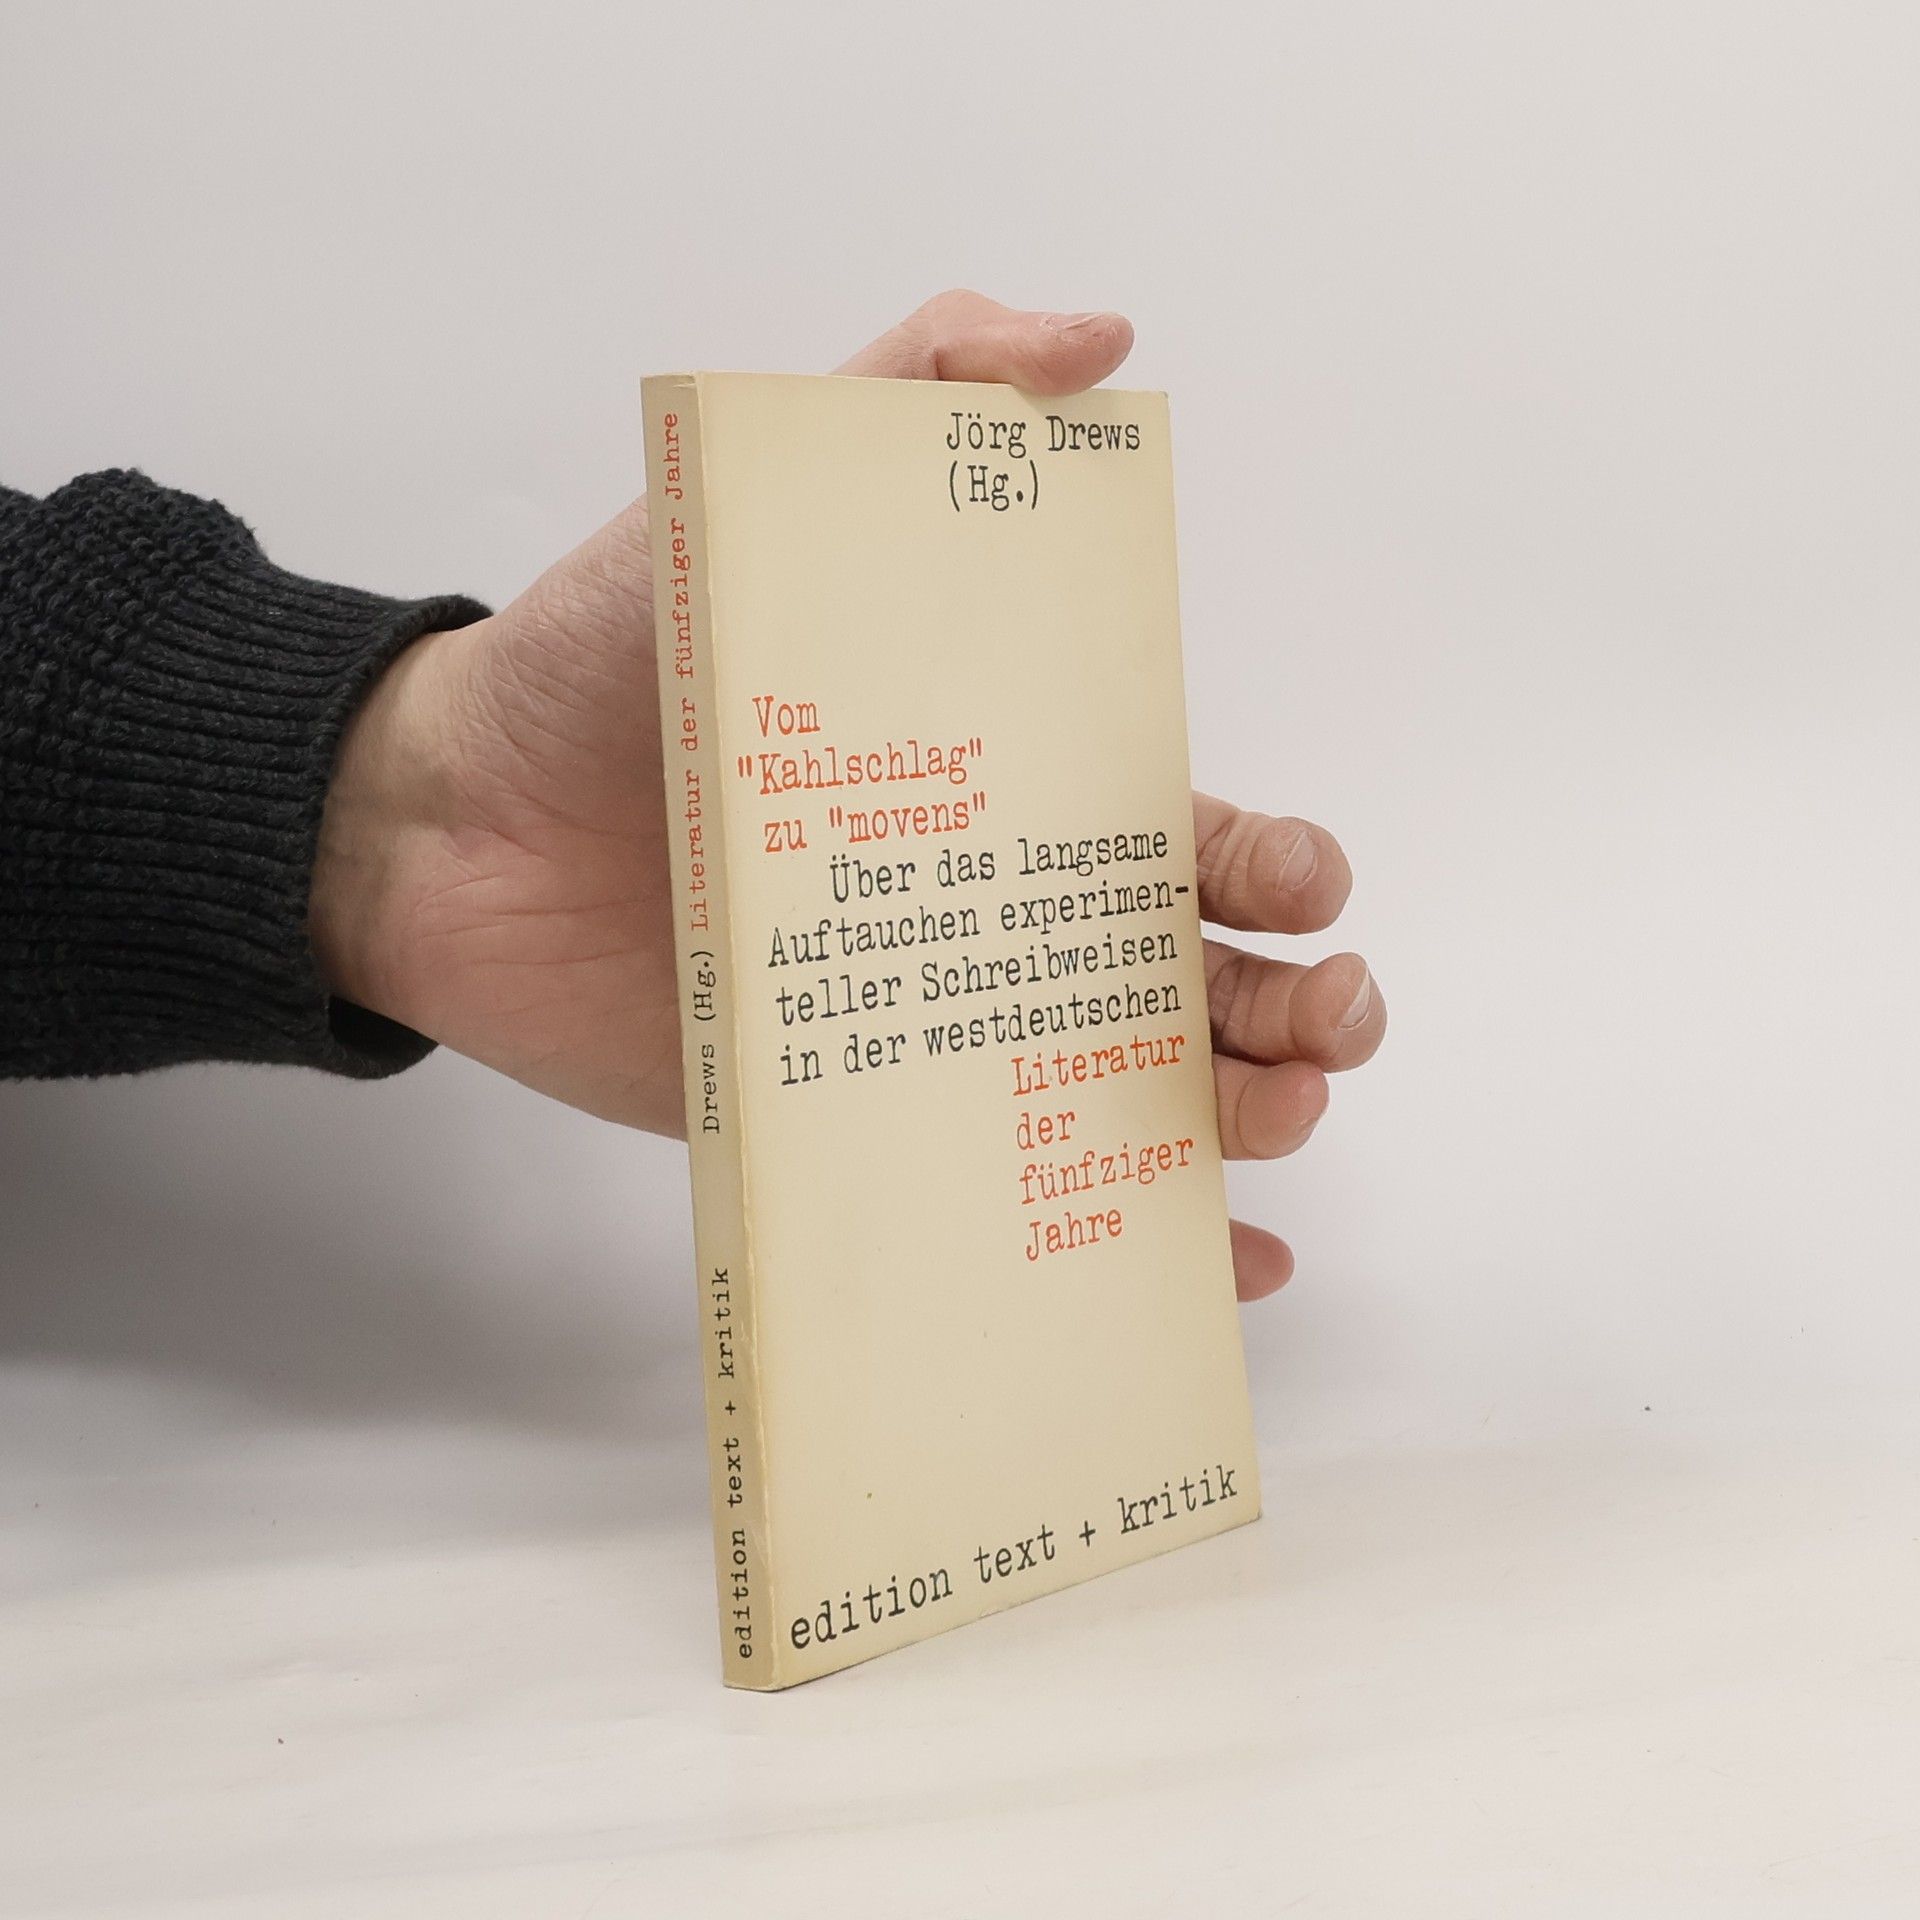 Jörg Drews
(Hg.)
Vom
"Kahlschlag"
zu "movens"
Über das langsame
Auftauchen experimen-
teller Schreibweisen
in der westdeutschen
Literatur
der
fünfziger
Jahre
edition text + kritik
edition text + kritik Drews (Hg.) Literatur der fünfziger Jahre